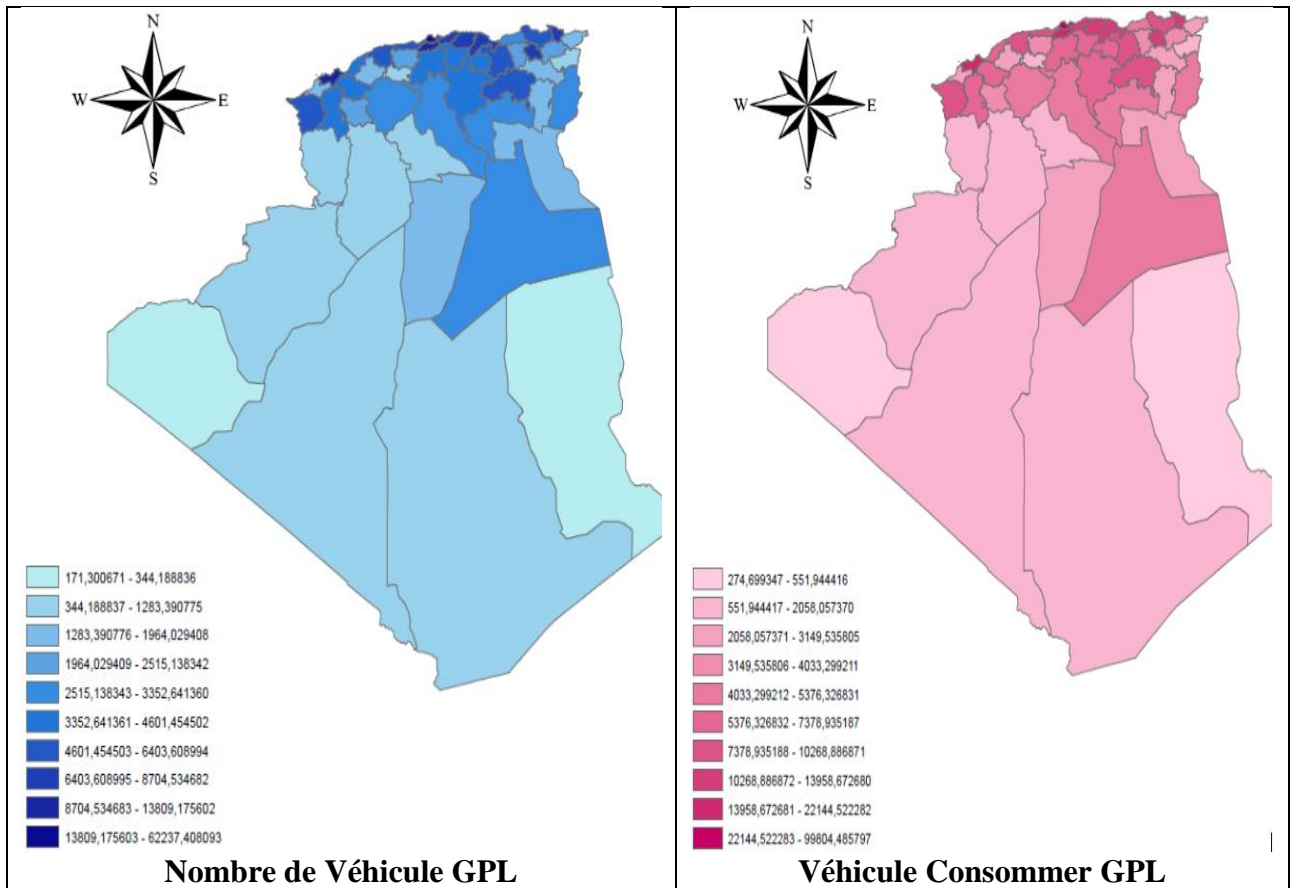 N
W E
S
171,300671 - 344,188836
344,188837 - 1283,390775
1283,390776 - 1964,029408
1964,029409 - 2515,138342
2515,138343 - 3352,641360
3352,641361 - 4601,454502
4601,454503 - 6403,608994
6403,608995 - 8704,534682
8704,534683 - 13809,175602
13809,175603 - 62237,408093
Nombre de Véhicule GPL
N
W E
S
274,699347 - 551,944416
551,944417 - 2058,057370
2058,057371 - 3149,535805
3149,535806 - 4033,299211
4033,299212 - 5376,326831
5376,326832 - 7378,935187
7378,935188 - 10268,886871
10268,886872 - 13958,672680
13958,672681 - 22144,522282
22144,522283 - 99804,485797
Véhicule Consommer GPL